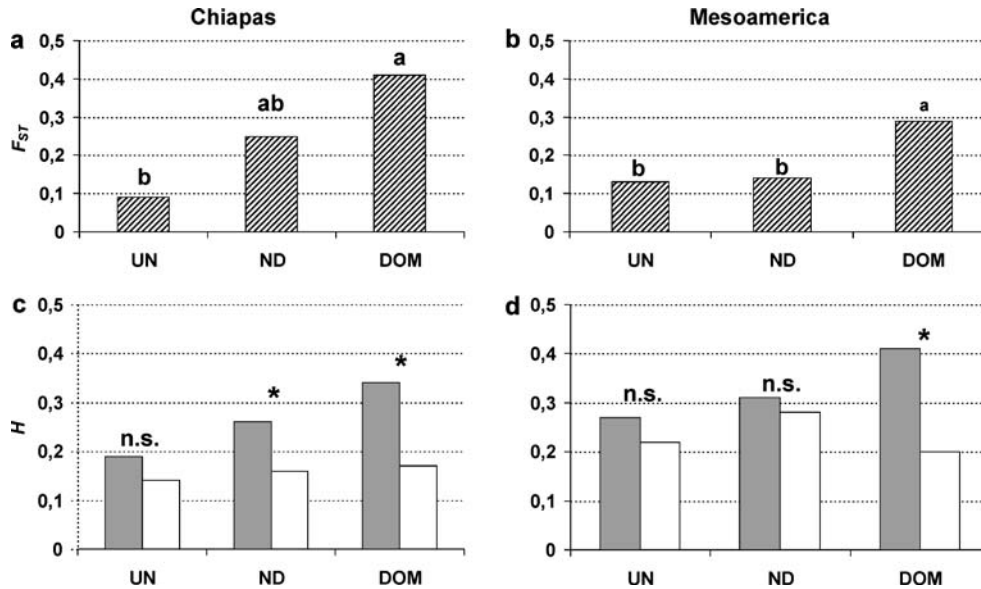 Chiapas
Mesoamerica
a
0,5
0,4
0,3
0,2
0,1
0
FST
b
ab
a
UN
ND
DOM
b
0,5
0,4
0,3
0,2
0,1
0
b
b
a
UN
ND
DOM
c
0,5
0,4
0,3
0,2
0,1
0
H
n.s.
*
*
UN
ND
DOM
d
0,5
0,4
0,3
0,2
0,1
0
n.s.
n.s.
*
UN
ND
DOM